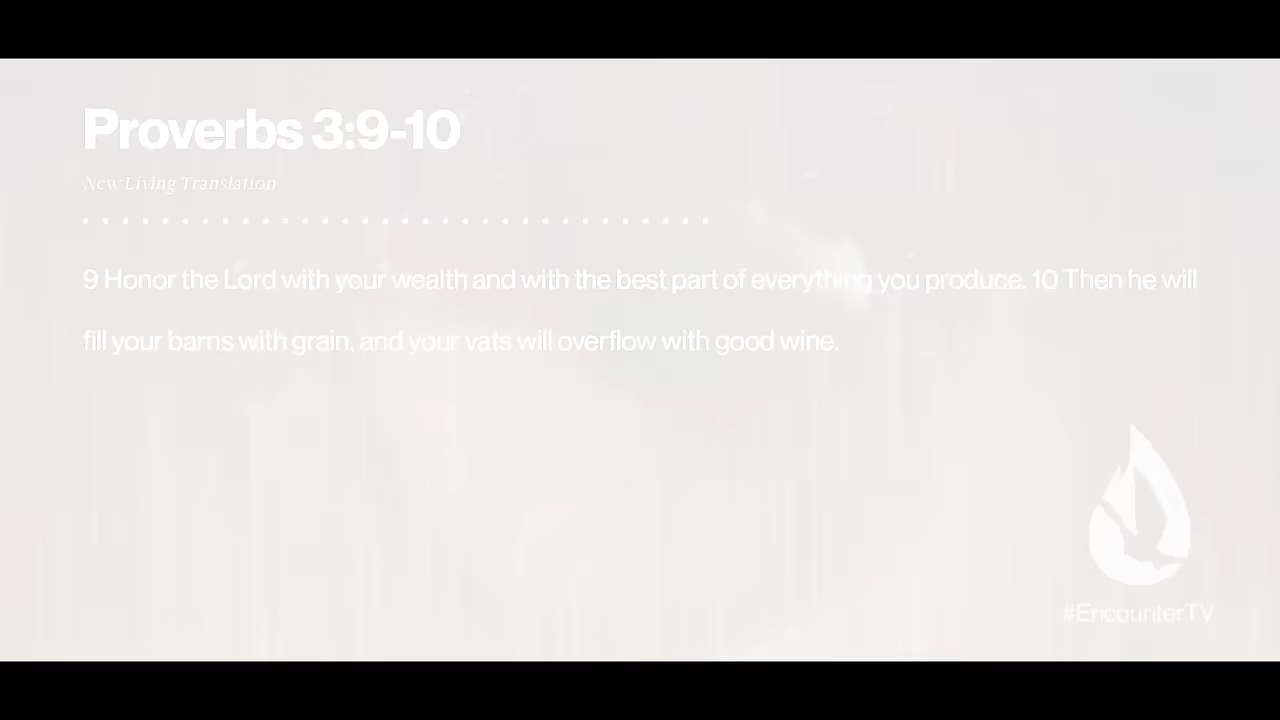 Proverbs 3:9-10
New Living Translation
9 Honor the Lord with your wealth and with the best part of everything you produce. 10 Then he will
fill your barns with grain, and your vats will overflow with good wine.
#EncounterTV